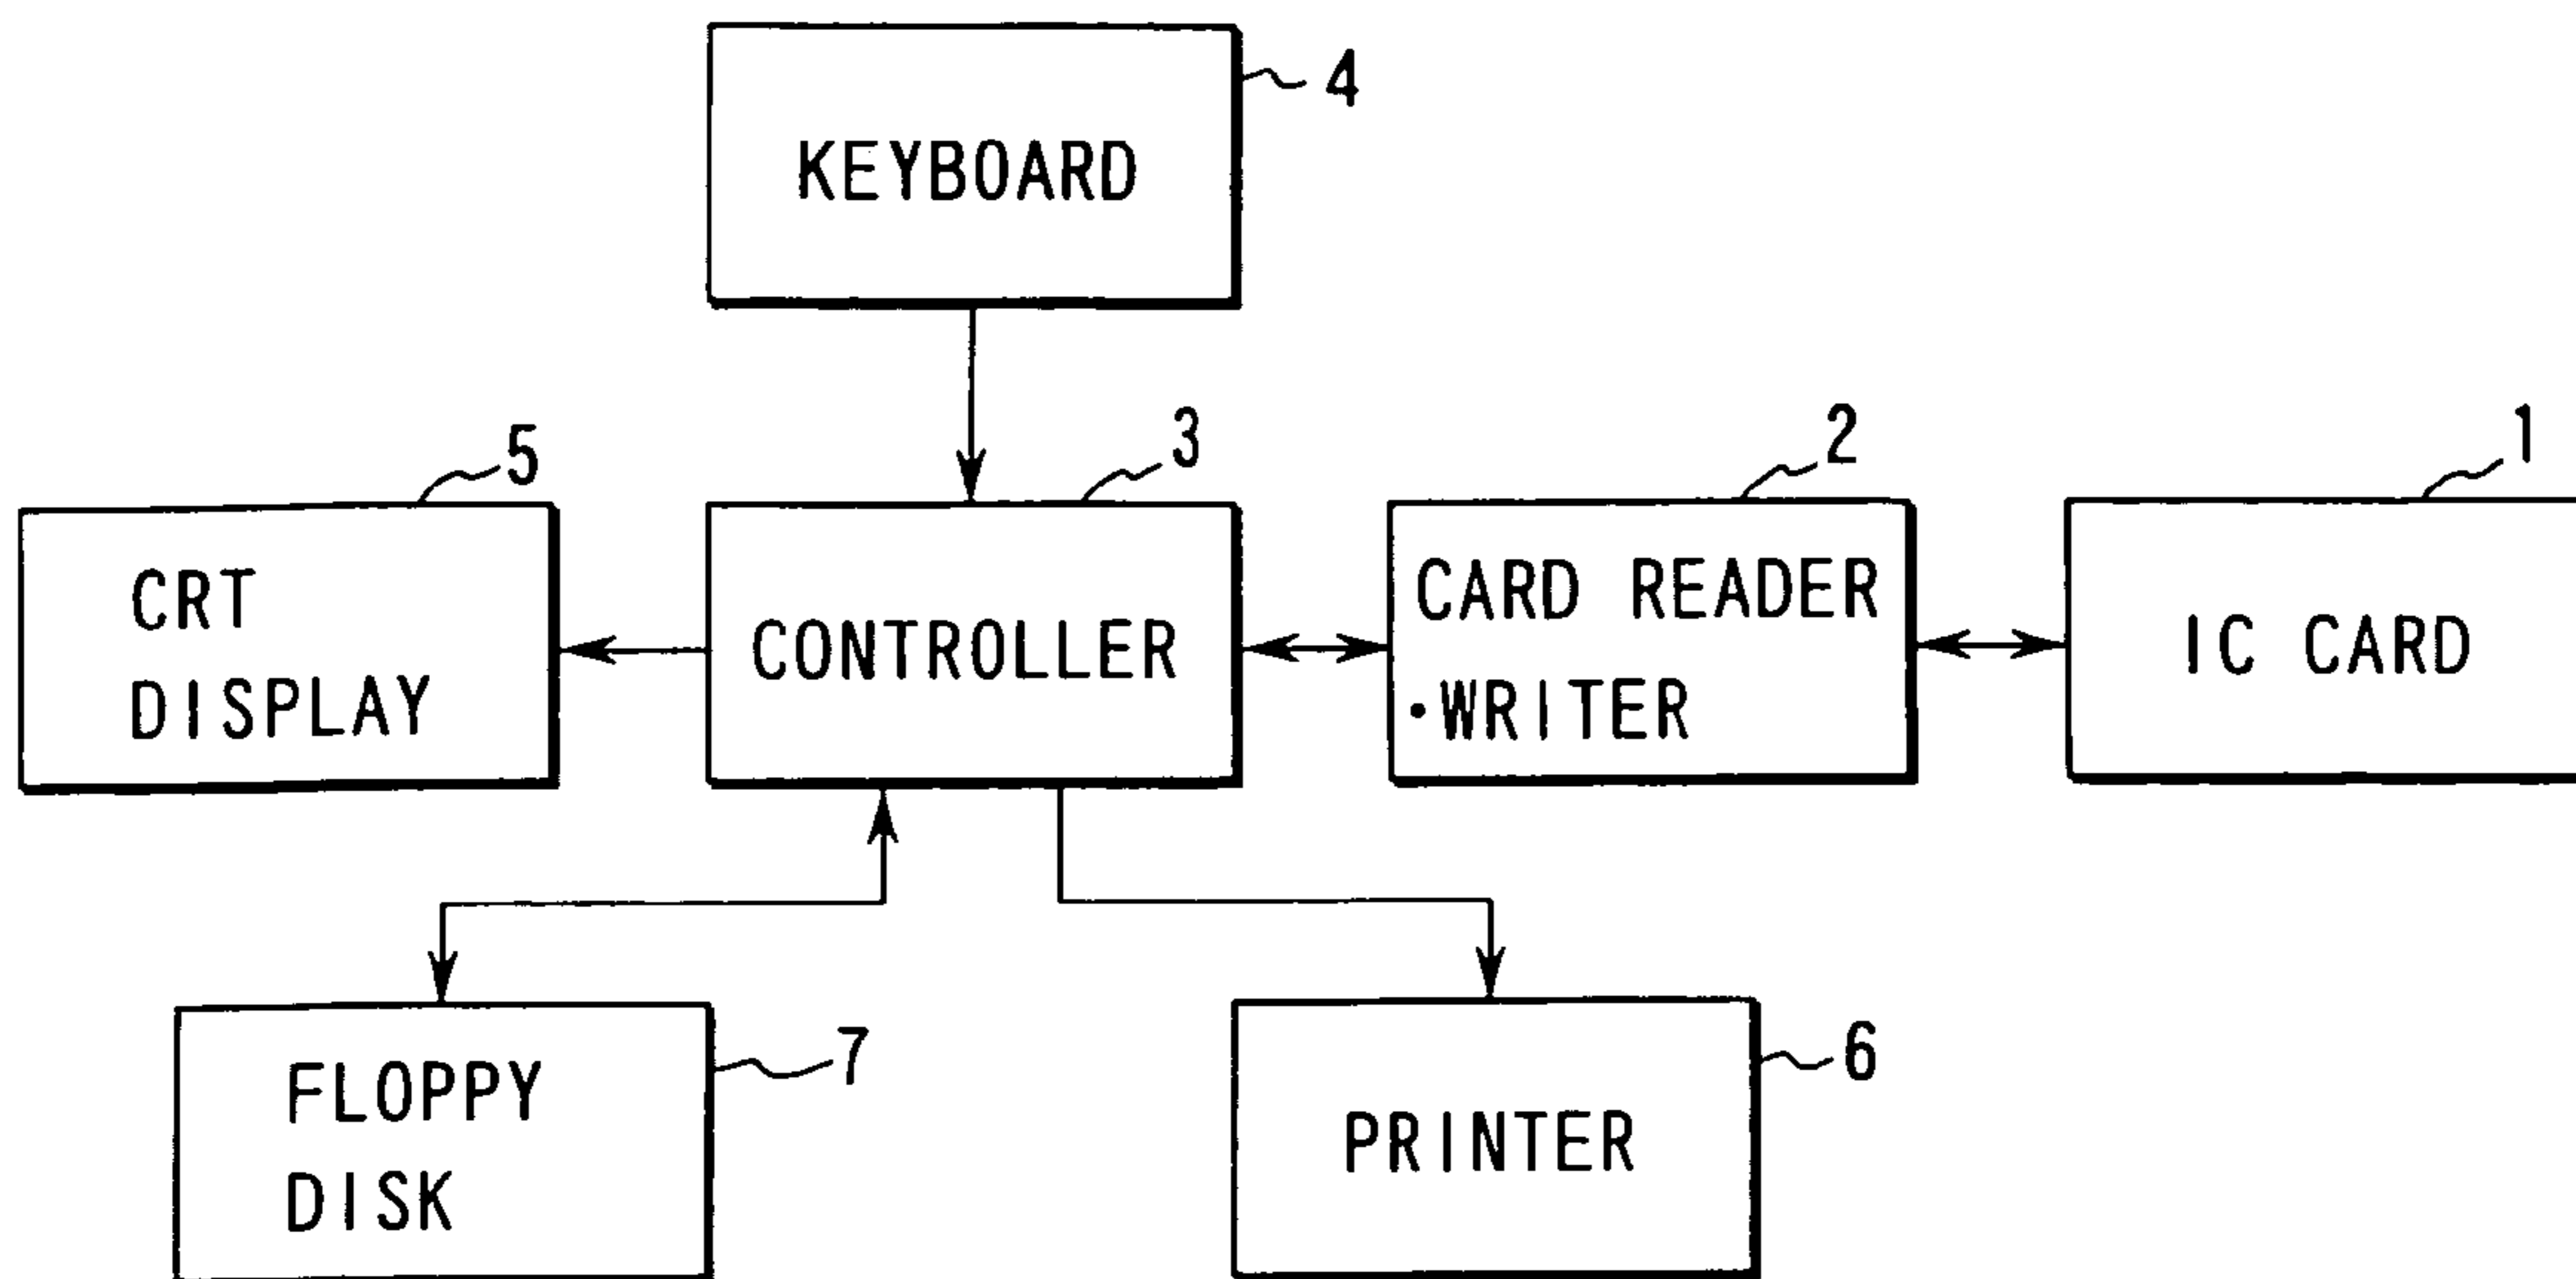 4
KEYBOARD
5
3
2
1
CRT
DISPLAY
CONTROLLER
CARD READER
·WRITER
IC CARD
7
6
FLOPPY
DISK
PRINTER